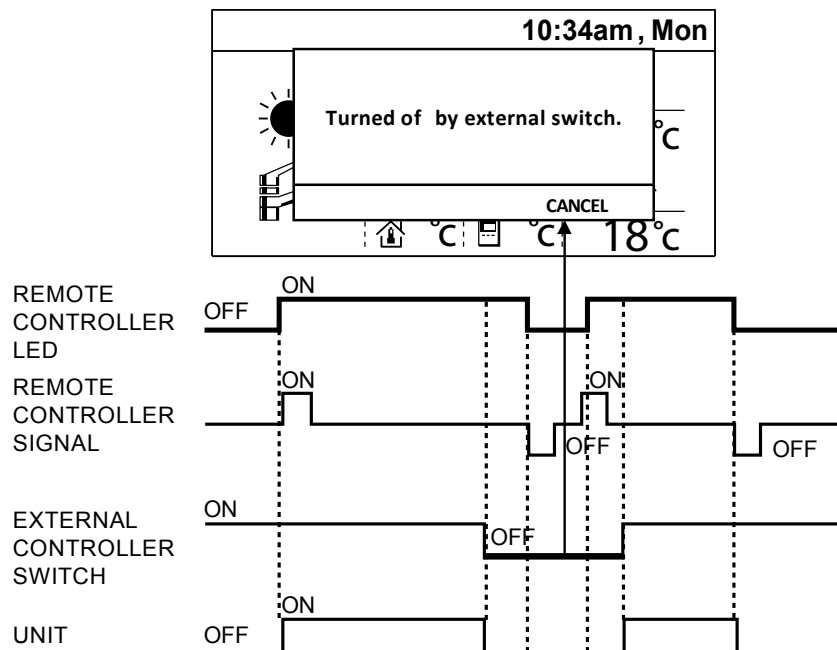 10:34am , Mon
Turned of by external switch.
°C
CANCEL
°C °C 18°C
REMOTE
CONTROLLER
LED
OFF
ON
REMOTE
CONTROLLER
SIGNAL
ON
OFF
ON
OFF
EXTERNAL
CONTROLLER
SWITCH
ON
OFF
UNIT
OFF
ON